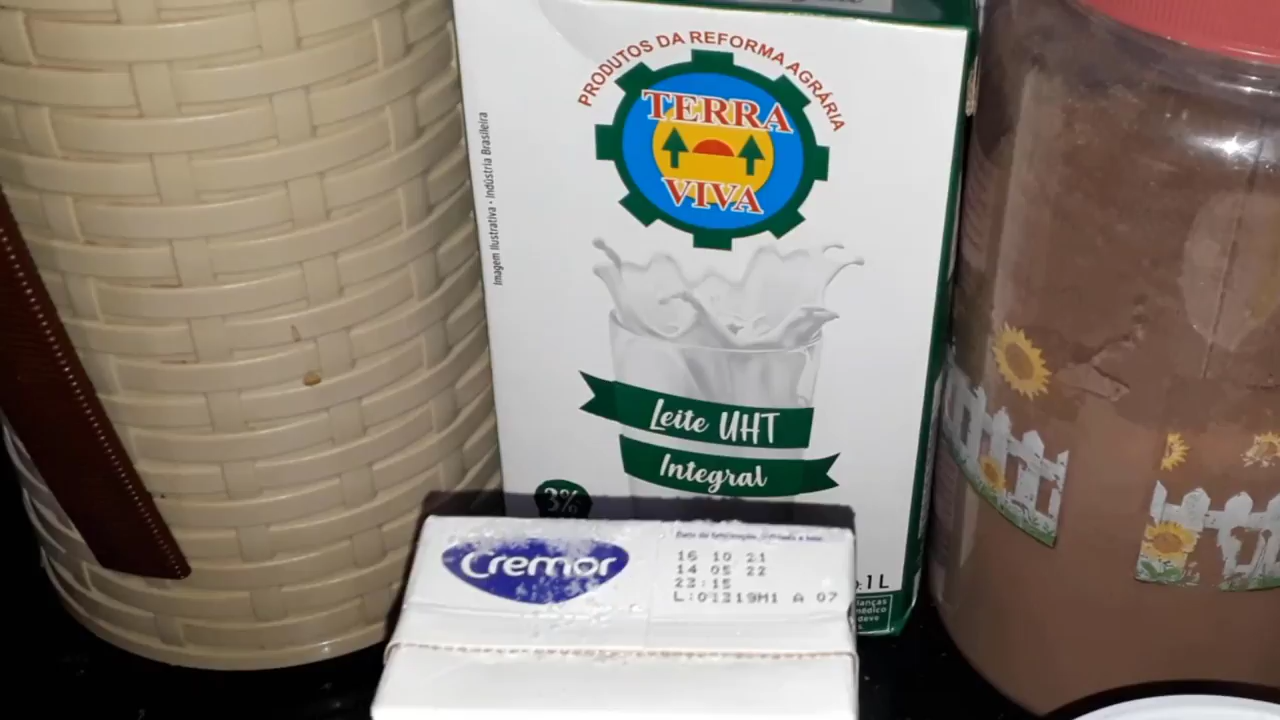 PRODUTOS DA REFORMA AGRÁRIA
TERRA
VIVA
Imagem Ilustrativa • Indústria Brasileira
Leite UHT
Integral
3%
1 L
Cremor
16 10 21
14 05 22
23:15
L:01319M1 A 07